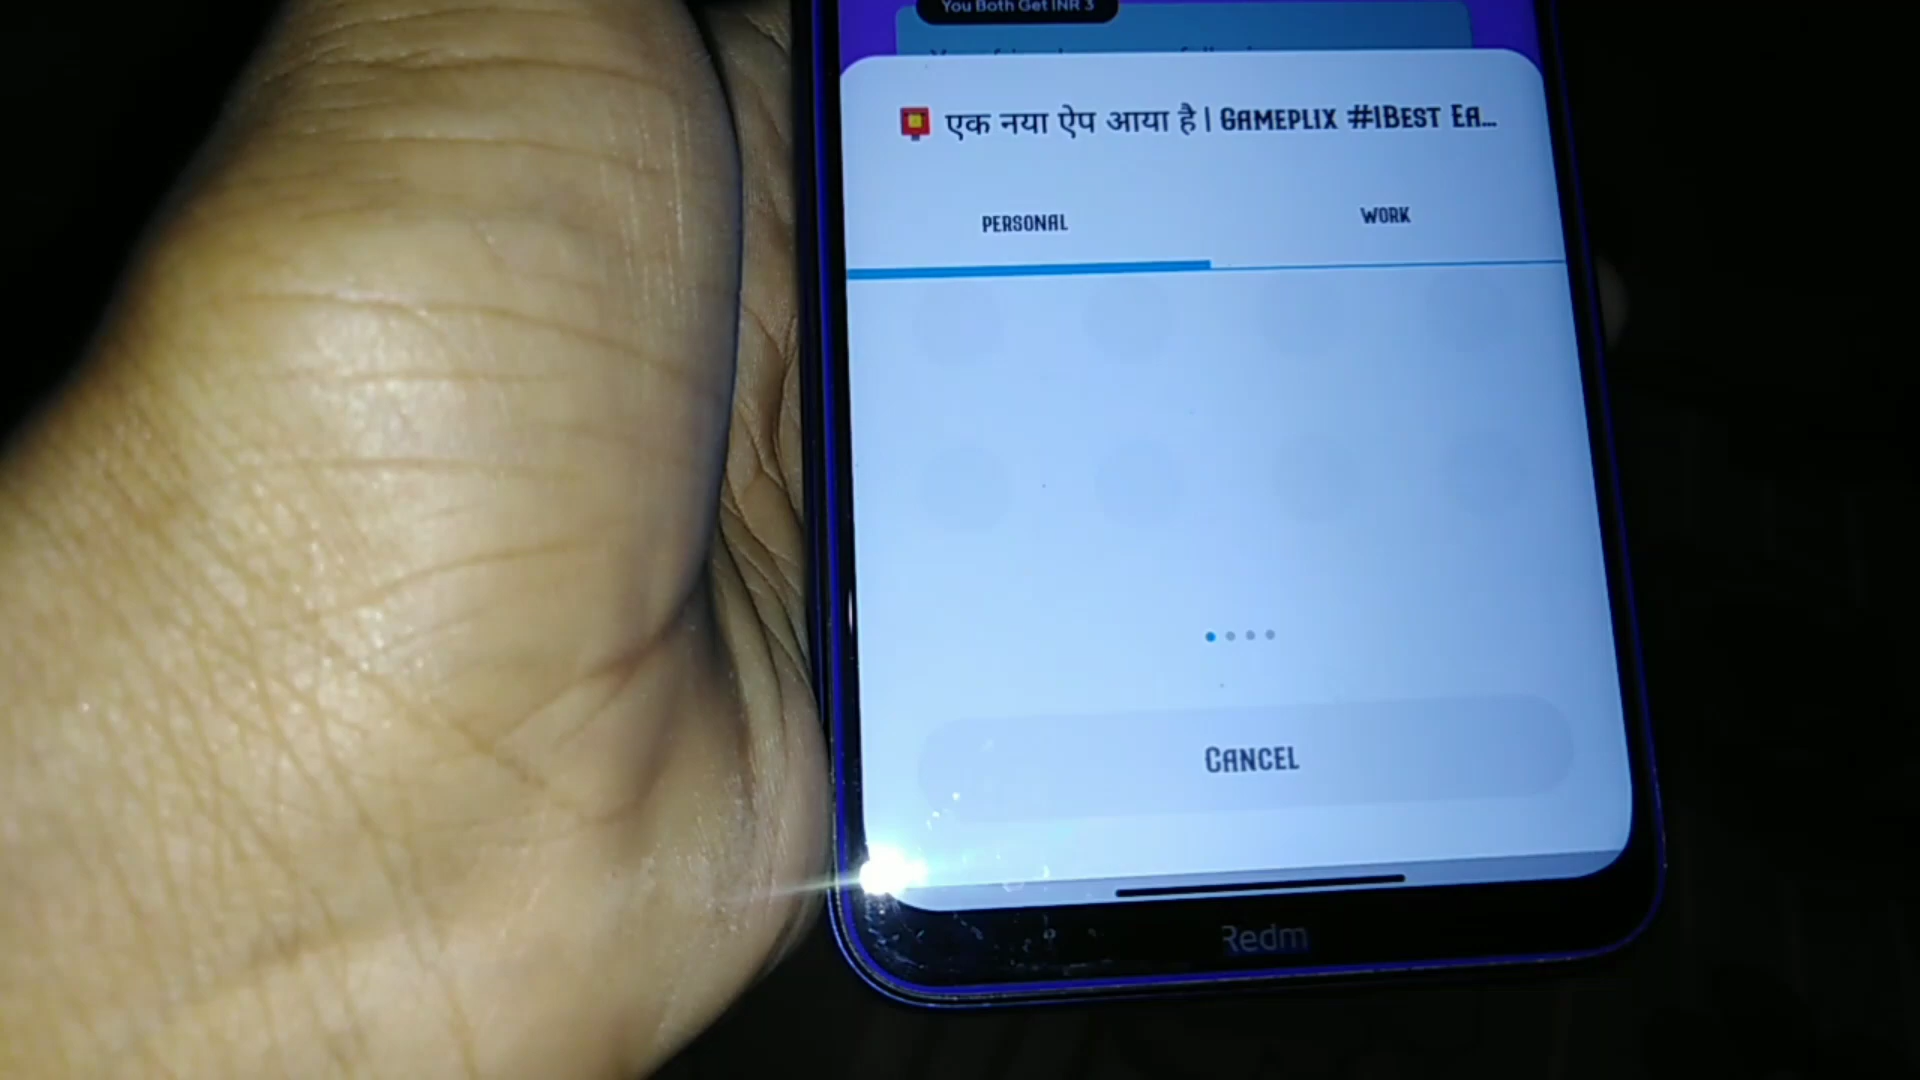 You Both Get INR 3
एक नया ऐप आया है | GAMEPLIX #1BEST EA...
PERSONAL
WORK
CANCEL
Redm